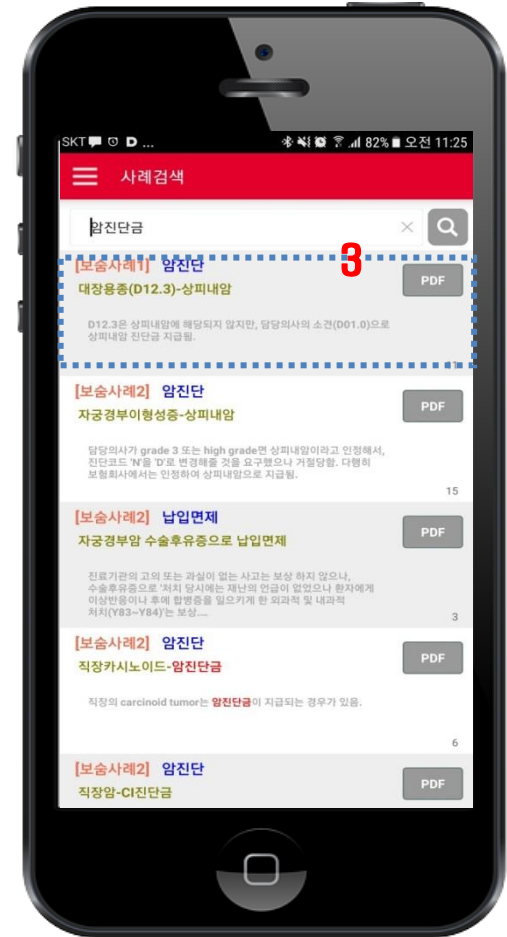 SKT D ... 82% 오전 11:25
사례검색
암진단금
3
[보숨사례1] 암진단
PDF
대장용종(D12.3)-상피내암
D12.3은 상피내암에 해당되지 않지만, 담당의사의 소견(D01.0)으로
상피내암 진단금 지급됨.
11
[보숨사례2] 암진단
PDF
자궁경부이형성증-상피내암
담당의사가 grade 3 또는 high grade면 상피내암이라고 인정해서,
진단코드 'N'을 'D'로 변경해줄 것을 요구했으나 거절당함. 다행히
보험회사에서는 인정하여 상피내암으로 지급됨.
15
[보숨사례2] 납입면제
PDF
자궁경부암 수술후유증으로 납입면제
진료기관의 고의 또는 과실이 없는 사고는 보상 하지 않으나,
수술후유증으로 '처치 당시에는 재난의 언급이 없었으나 환자에게
이상반응이나 후에 합병증을 일으키게 한 외과적 및 내과적
처치(Y83~Y84)'는 보상....
3
[보숨사례2] 암진단
PDF
직장카시노이드-암진단금
직장의 carcinoid tumor는 암진단금이 지급되는 경우가 있음.
6
[보숨사례2] 암진단
PDF
직장암-CI진단금